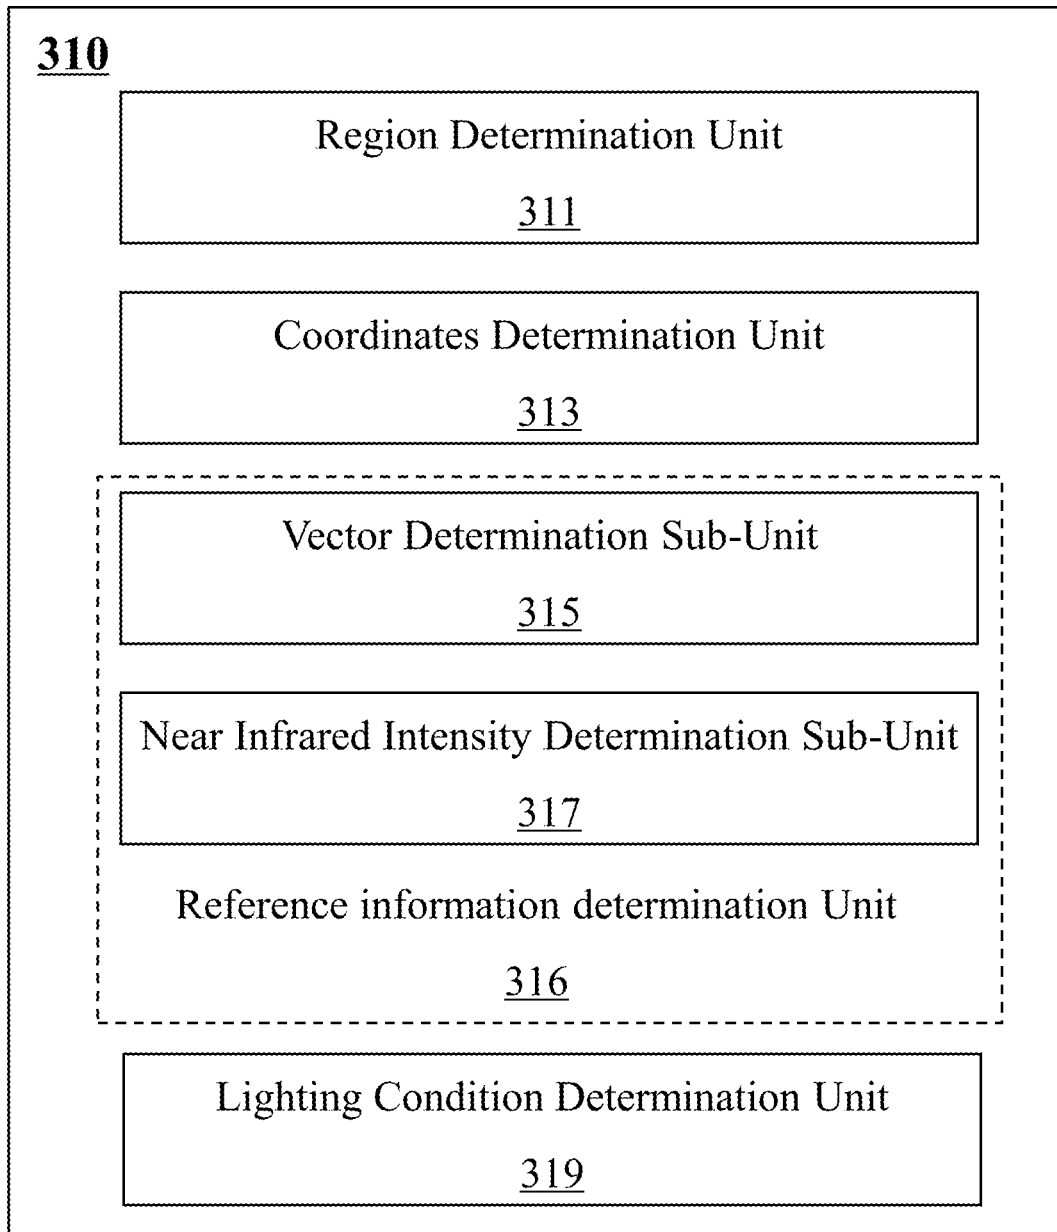 310
Region Determination Unit
311
Coordinates Determination Unit
313
Vector Determination Sub-Unit
315
Near Infrared Intensity Determination Sub-Unit
317
Reference information determination Unit
316
Lighting Condition Determination Unit
319